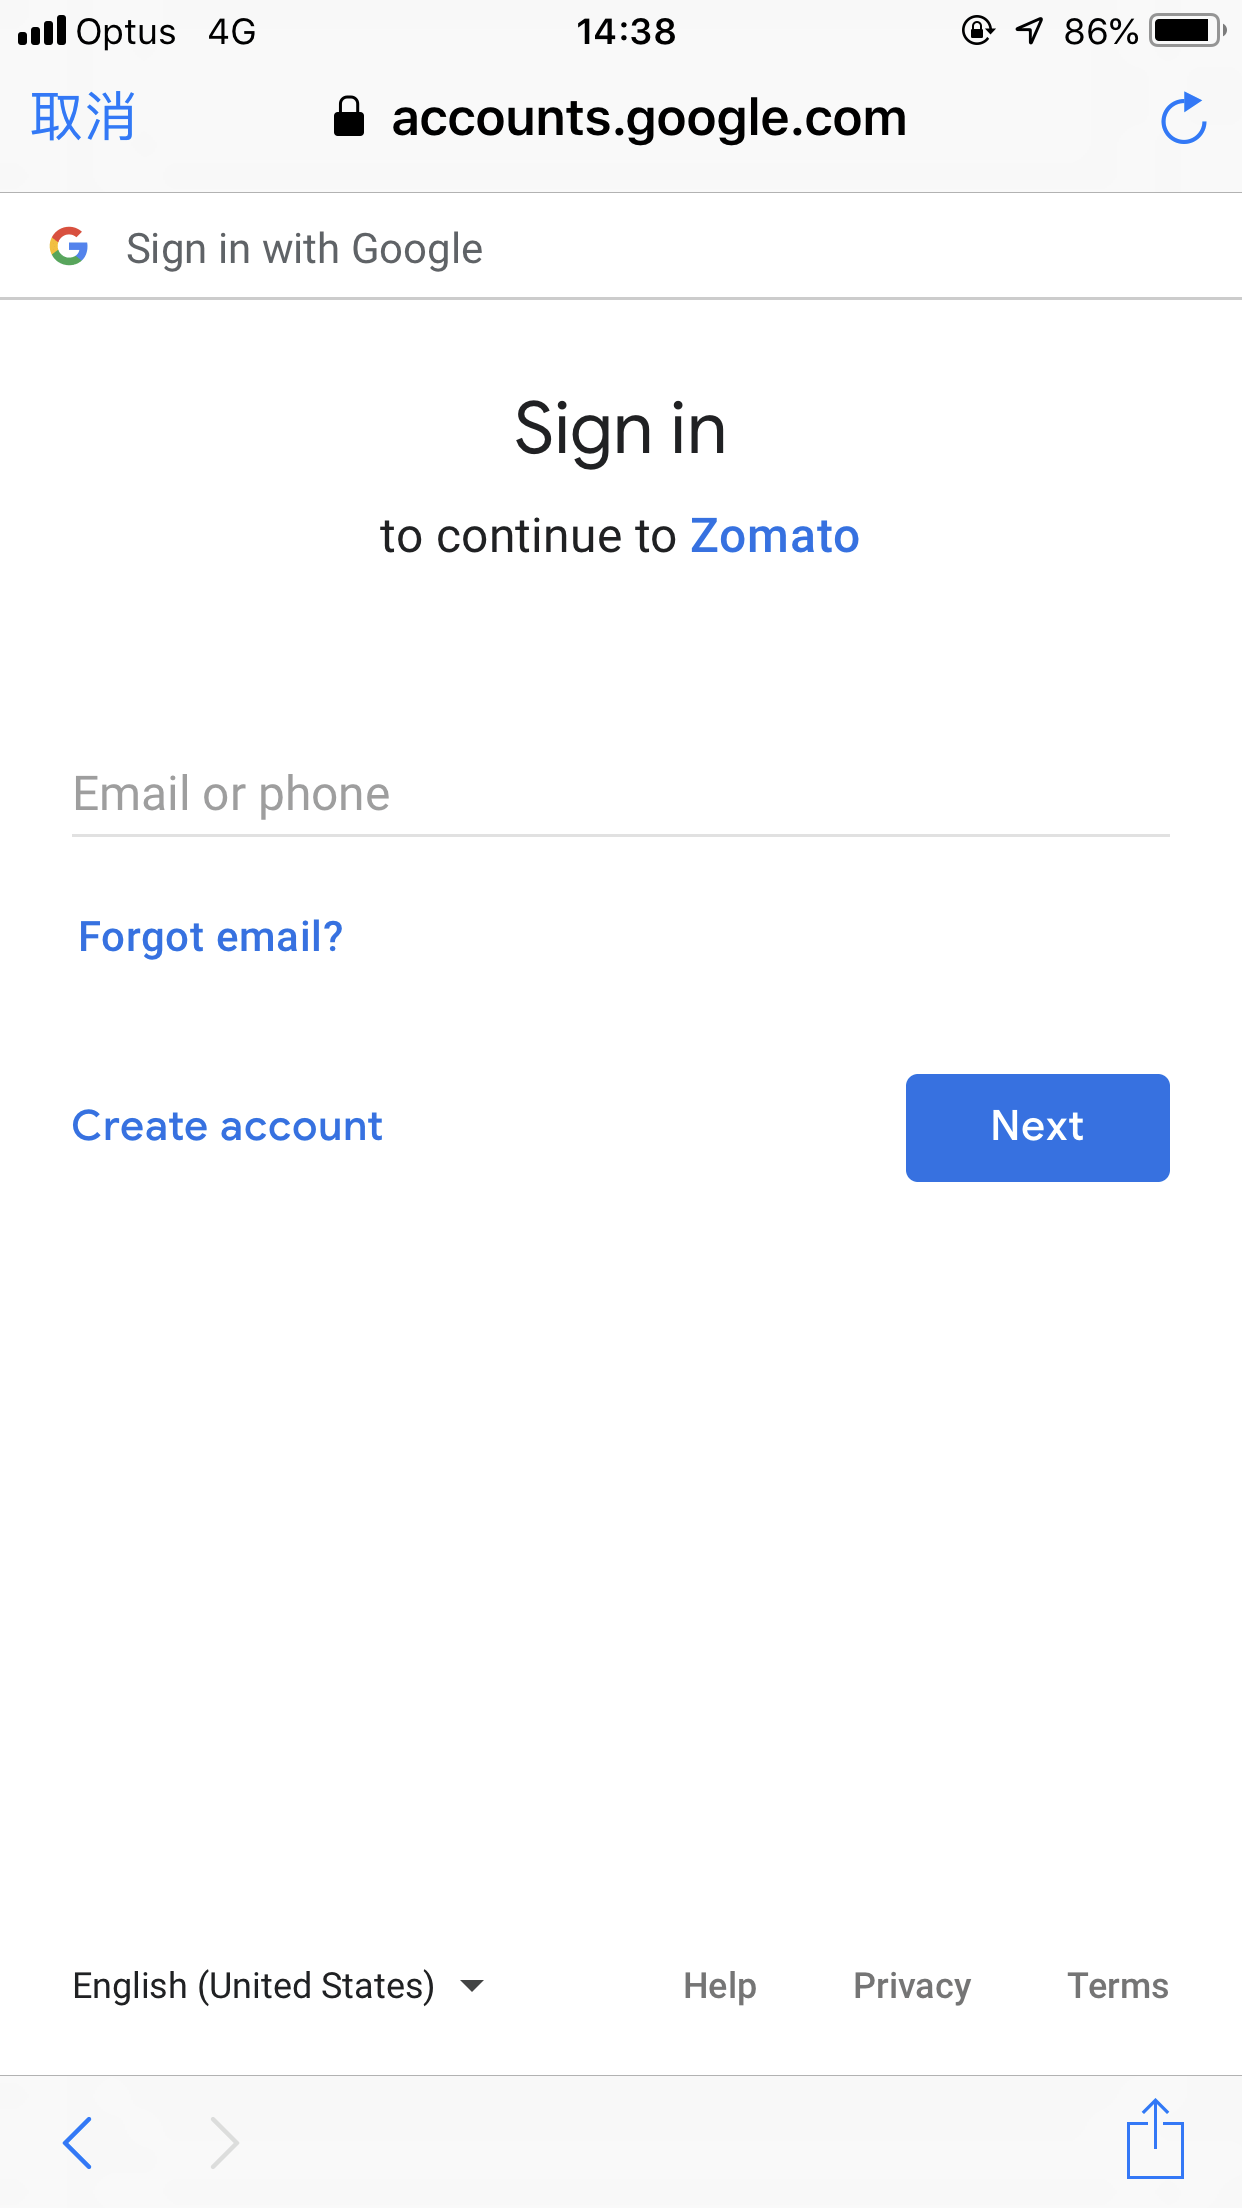 Optus 4G 14:38 86%
取消 accounts.google.com
Sign in with Google
Sign in
to continue to Zomato
Email or phone
Forgot email?
Create account Next
English (United States) Help Privacy Terms